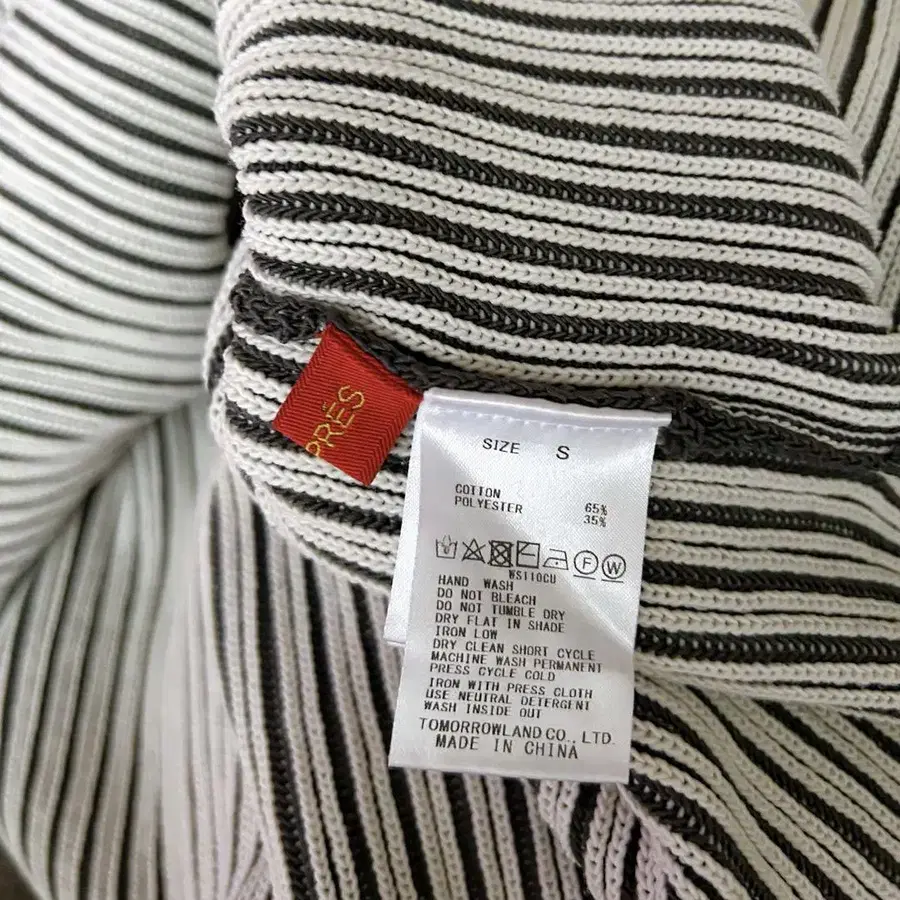 PRÉS
SIZE S
COTTON 65%
POLYESTER 35%
F W
WS110CU
HAND WASH
DO NOT BLEACH
DO NOT TUMBLE DRY
DRY FLAT IN SHADE
IRON LOW
DRY CLEAN SHORT CYCLE
MACHINE WASH PERMANENT
PRESS CYCLE COLD
IRON WITH PRESS CLOTH
USE NEUTRAL DETERGENT
WASH INSIDE OUT
TOMORROWLAND CO., LTD.
MADE IN CHINA